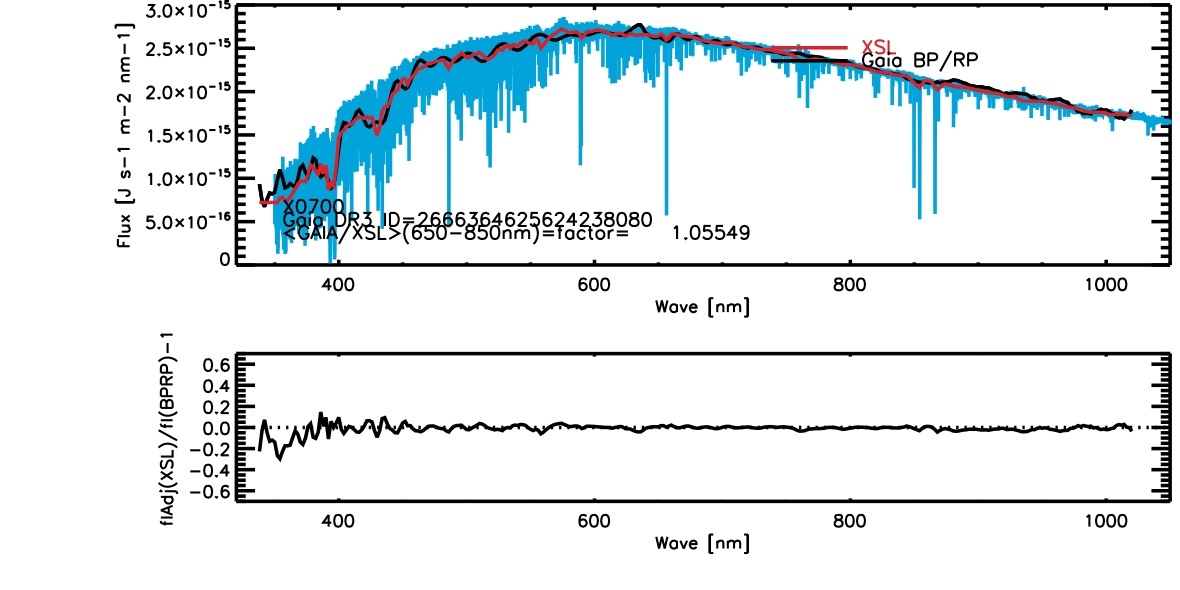 3.0×10⁻¹⁵
2.5×10⁻¹⁵
2.0×10⁻¹⁵
1.5×10⁻¹⁵
1.0×10⁻¹⁵
5.0×10⁻¹⁶
0
Flux [J s−1 m−2 nm−1]
XSL
Gaia BP/RP
X0700
Gaia DR3 ID=2666364625624238080
<GAIA/XSL>(650−850nm)=factor= 1.05549
400 600 800 1000
Wave [nm]
0.6
0.4
0.2
0.0
−0.2
−0.4
−0.6
flAdj(XSL)/fl(BPRP)−1
400 600 800 1000
Wave [nm]